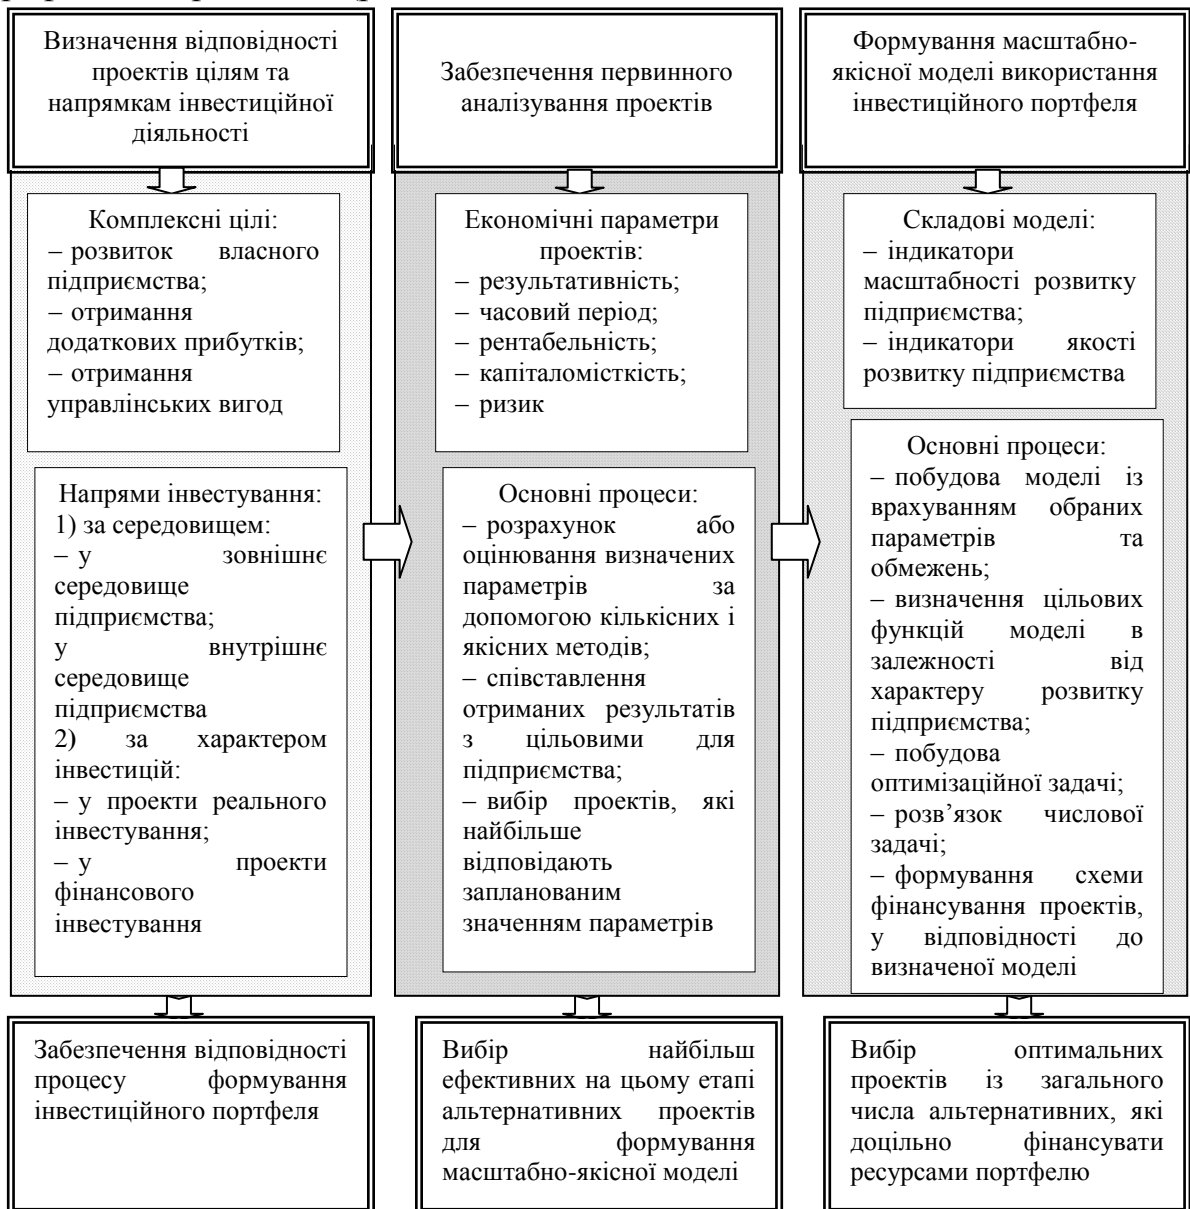 Визначення відповідності
проектів цілям та
напрямкам інвестиційної
діяльності
Комплексні цілі:
– розвиток власного
підприємства;
– отримання
додаткових прибутків;
– отримання
управлінських вигод
Напрями інвестування:
1) за середовищем:
– у зовнішнє
середовище
підприємства;
у внутрішнє
середовище
підприємства
2) за характером
інвестицій:
– у проекти реального
інвестування;
– у проекти
фінансового
інвестування
Забезпечення відповідності
процесу формування
інвестиційного портфеля
Забезпечення первинного
аналізування проектів
Економічні параметри
проектів:
– результативність;
– часовий період;
– рентабельність;
– капіталомісткість;
– ризик
Основні процеси:
– розрахунок або
оцінювання визначених
параметрів за
допомогою кількісних і
якісних методів;
– співставлення
отриманих результатів
з цільовими для
підприємства;
– вибір проектів, які
найбільше
відповідають
запланованим
значенням параметрів
Вибір найбільш
ефективних на цьому етапі
альтернативних проектів
для формування
масштабно-якісної моделі
Формування масштабно-
якісної моделі використання
інвестиційного портфеля
Складові моделі:
– індикатори
масштабності розвитку
підприємства;
– індикатори якості
розвитку підприємства
Основні процеси:
– побудова моделі із
врахуванням обраних
параметрів та
обмежень;
– визначення цільових
функцій моделі в
залежності від
характеру розвитку
підприємства;
– побудова
оптимізаційної задачі;
– розв’язок числової
задачі;
– формування схеми
фінансування проектів,
у відповідності до
визначеної моделі
Вибір оптимальних
проектів із загального
числа альтернативних, які
доцільно фінансувати
ресурсами портфелю